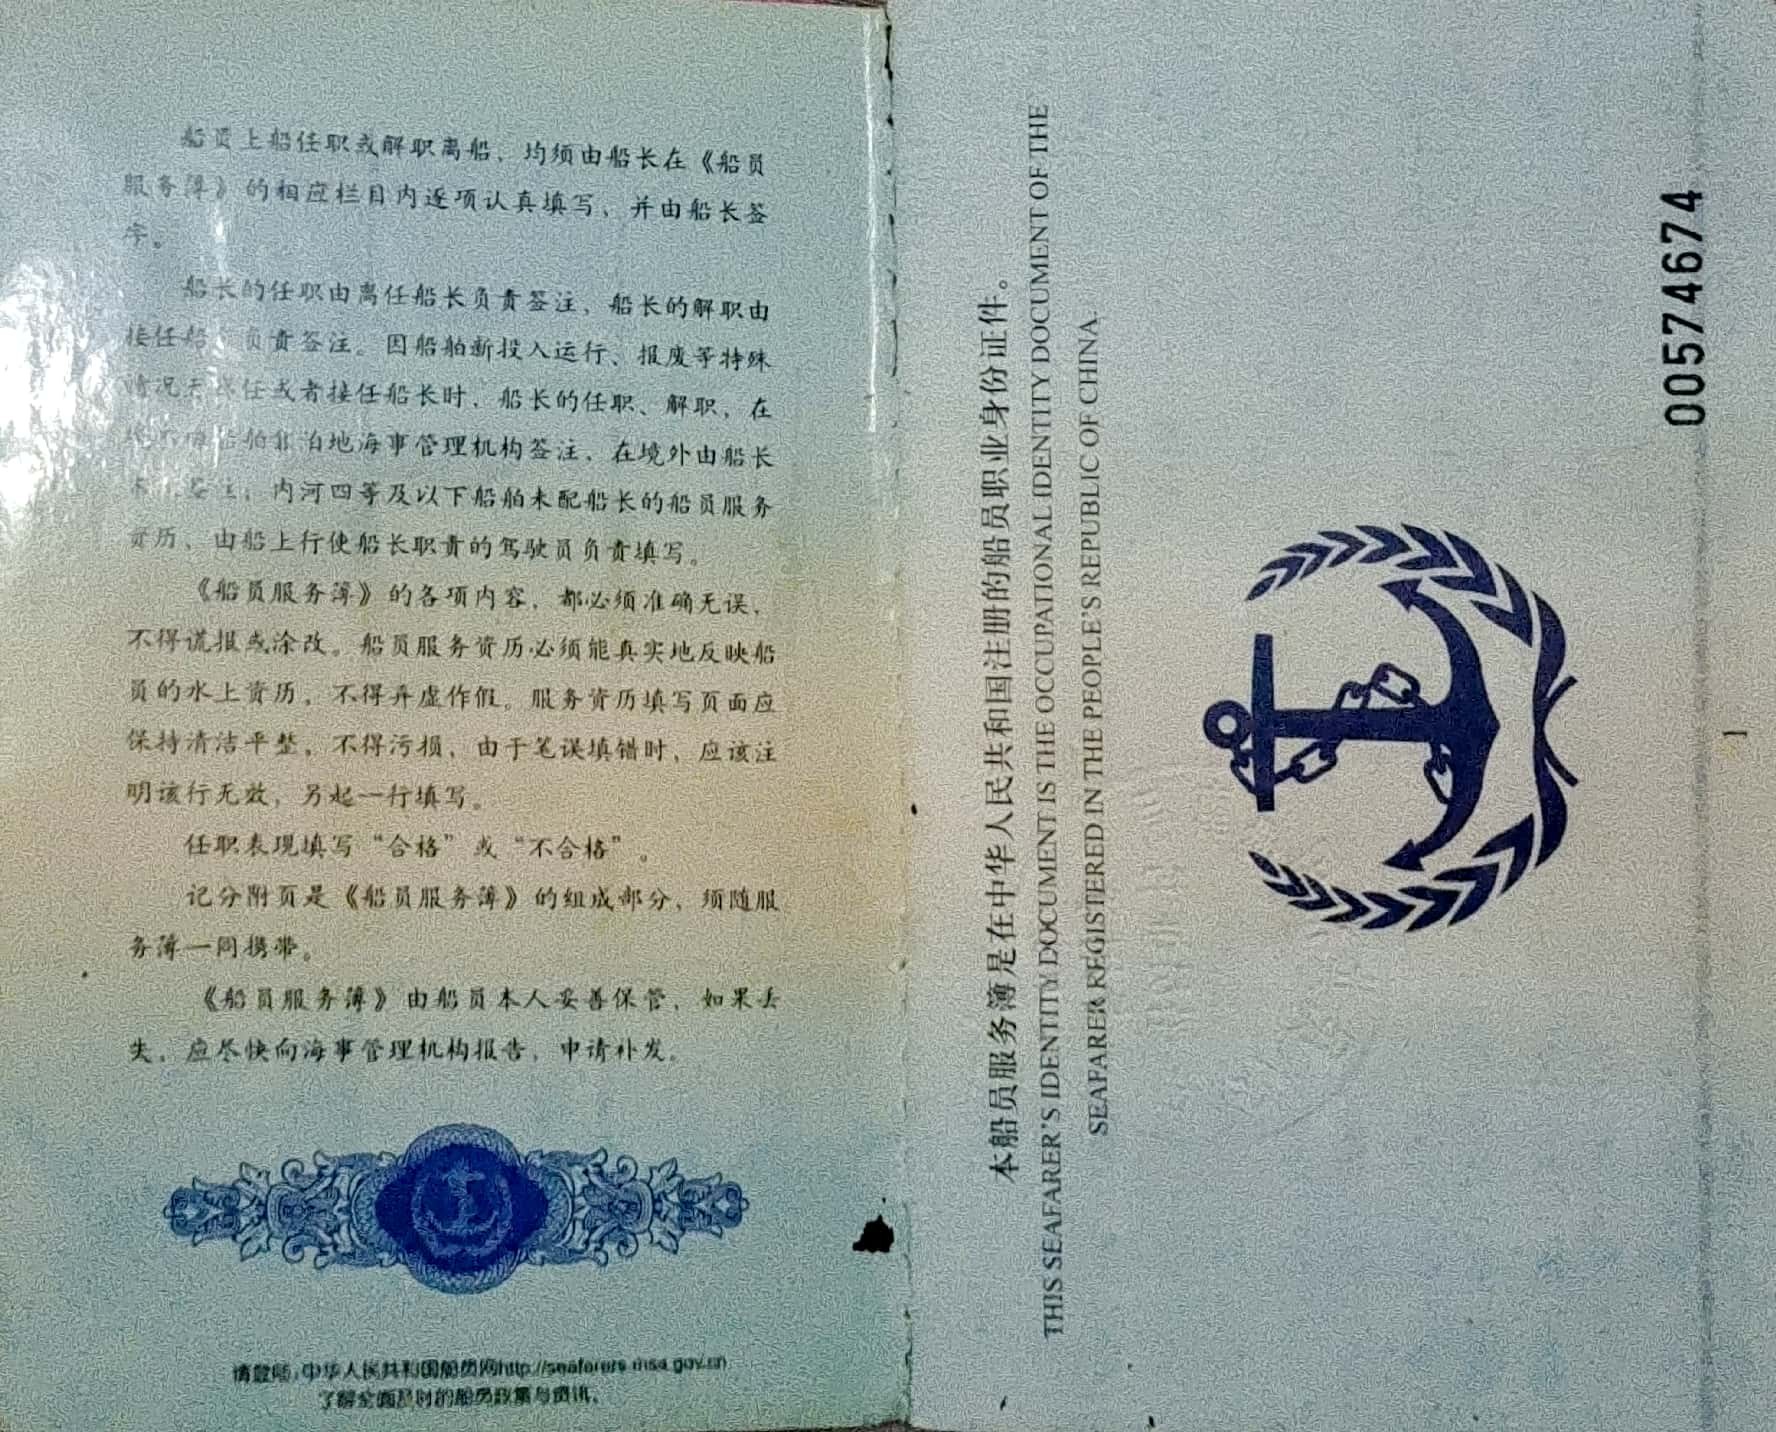 船员上船任职或解职离船，均须由船长在《船员
服务簿》的相应栏目内逐项认真填写，并由船长签
字。
船长的任职由离任船长负责签注，船长的解职由
接任船 负责签注。因船舶新投入运行、报废等特殊
情况无离任或者接任船长时，船长的任职、解职，在
船舶靠泊地海事管理机构签注，在境外由船长
签注；内河四等及以下船舶未配船长的船员服务
资历，由船上行使船长职责的驾驶员负责填写。
《船员服务簿》的各项内容，都必须准确无误，
不得谎报或涂改。船员服务资历必须能真实地反映船
员的水上资历，不得弄虚作假。服务资历填写页面应
保持清洁平整，不得污损，由于笔误填错时，应该注
明该行无效，另起一行填写。
任职表现填写“合格”或“不合格”。
记分附页是《船员服务簿》的组成部分，须随服
务簿一同携带。
《船员服务簿》由船员本人妥善保管，如果丢
失，应尽快向海事管理机构报告，申请补发。
请登陆 中华人民共和国船员网http://seafarers.msa.gov.cn
了解全面及时的船员政策与资讯。
本船员服务簿是在中华人民共和国注册的船员职业身份证件。
THIS SEAFARER'S IDENTITY DOCUMENT IS THE OCCUPATIONAL IDENTITY DOCUMENT OF THE
SEAFARER REGISTERED IN THE PEOPLE'S REPUBLIC OF CHINA.
00574674
1